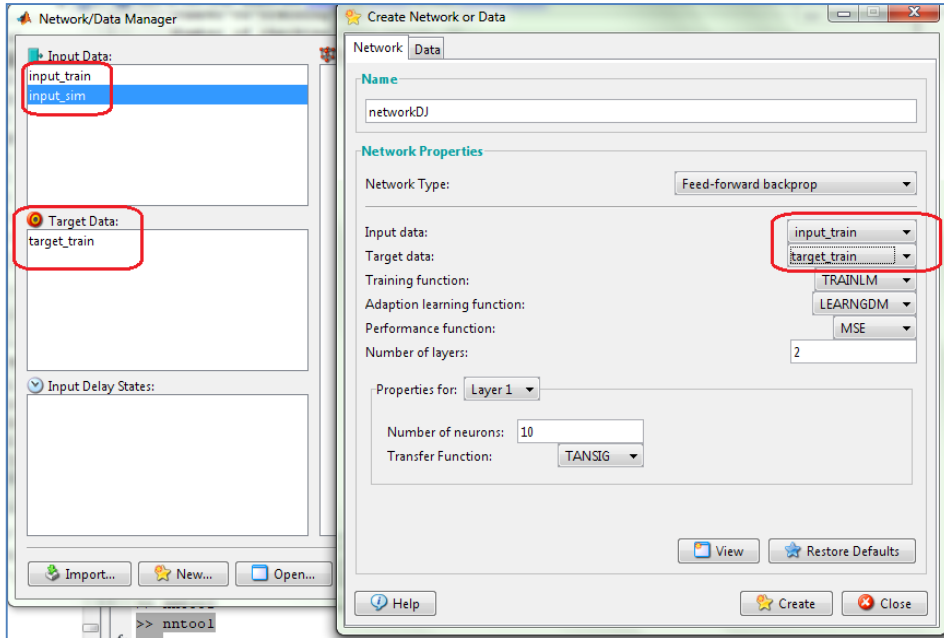 Network/Data Manager
Input Data:
input_train
input_sim
Target Data:
target_train
Input Delay States:
Import...
New...
Open...
>> nntool
Create Network or Data
Network
Data
Name
networkDJ
Network Properties
Network Type:
Feed-forward backprop
Input data:
input_train
Target data:
target_train
Training function:
TRAINLM
Adaption learning function:
LEARNGDM
Performance function:
MSE
Number of layers:
2
Properties for:
Layer 1
Number of neurons:
10
Transfer Function:
TANSIG
View
Restore Defaults
Help
Create
Close